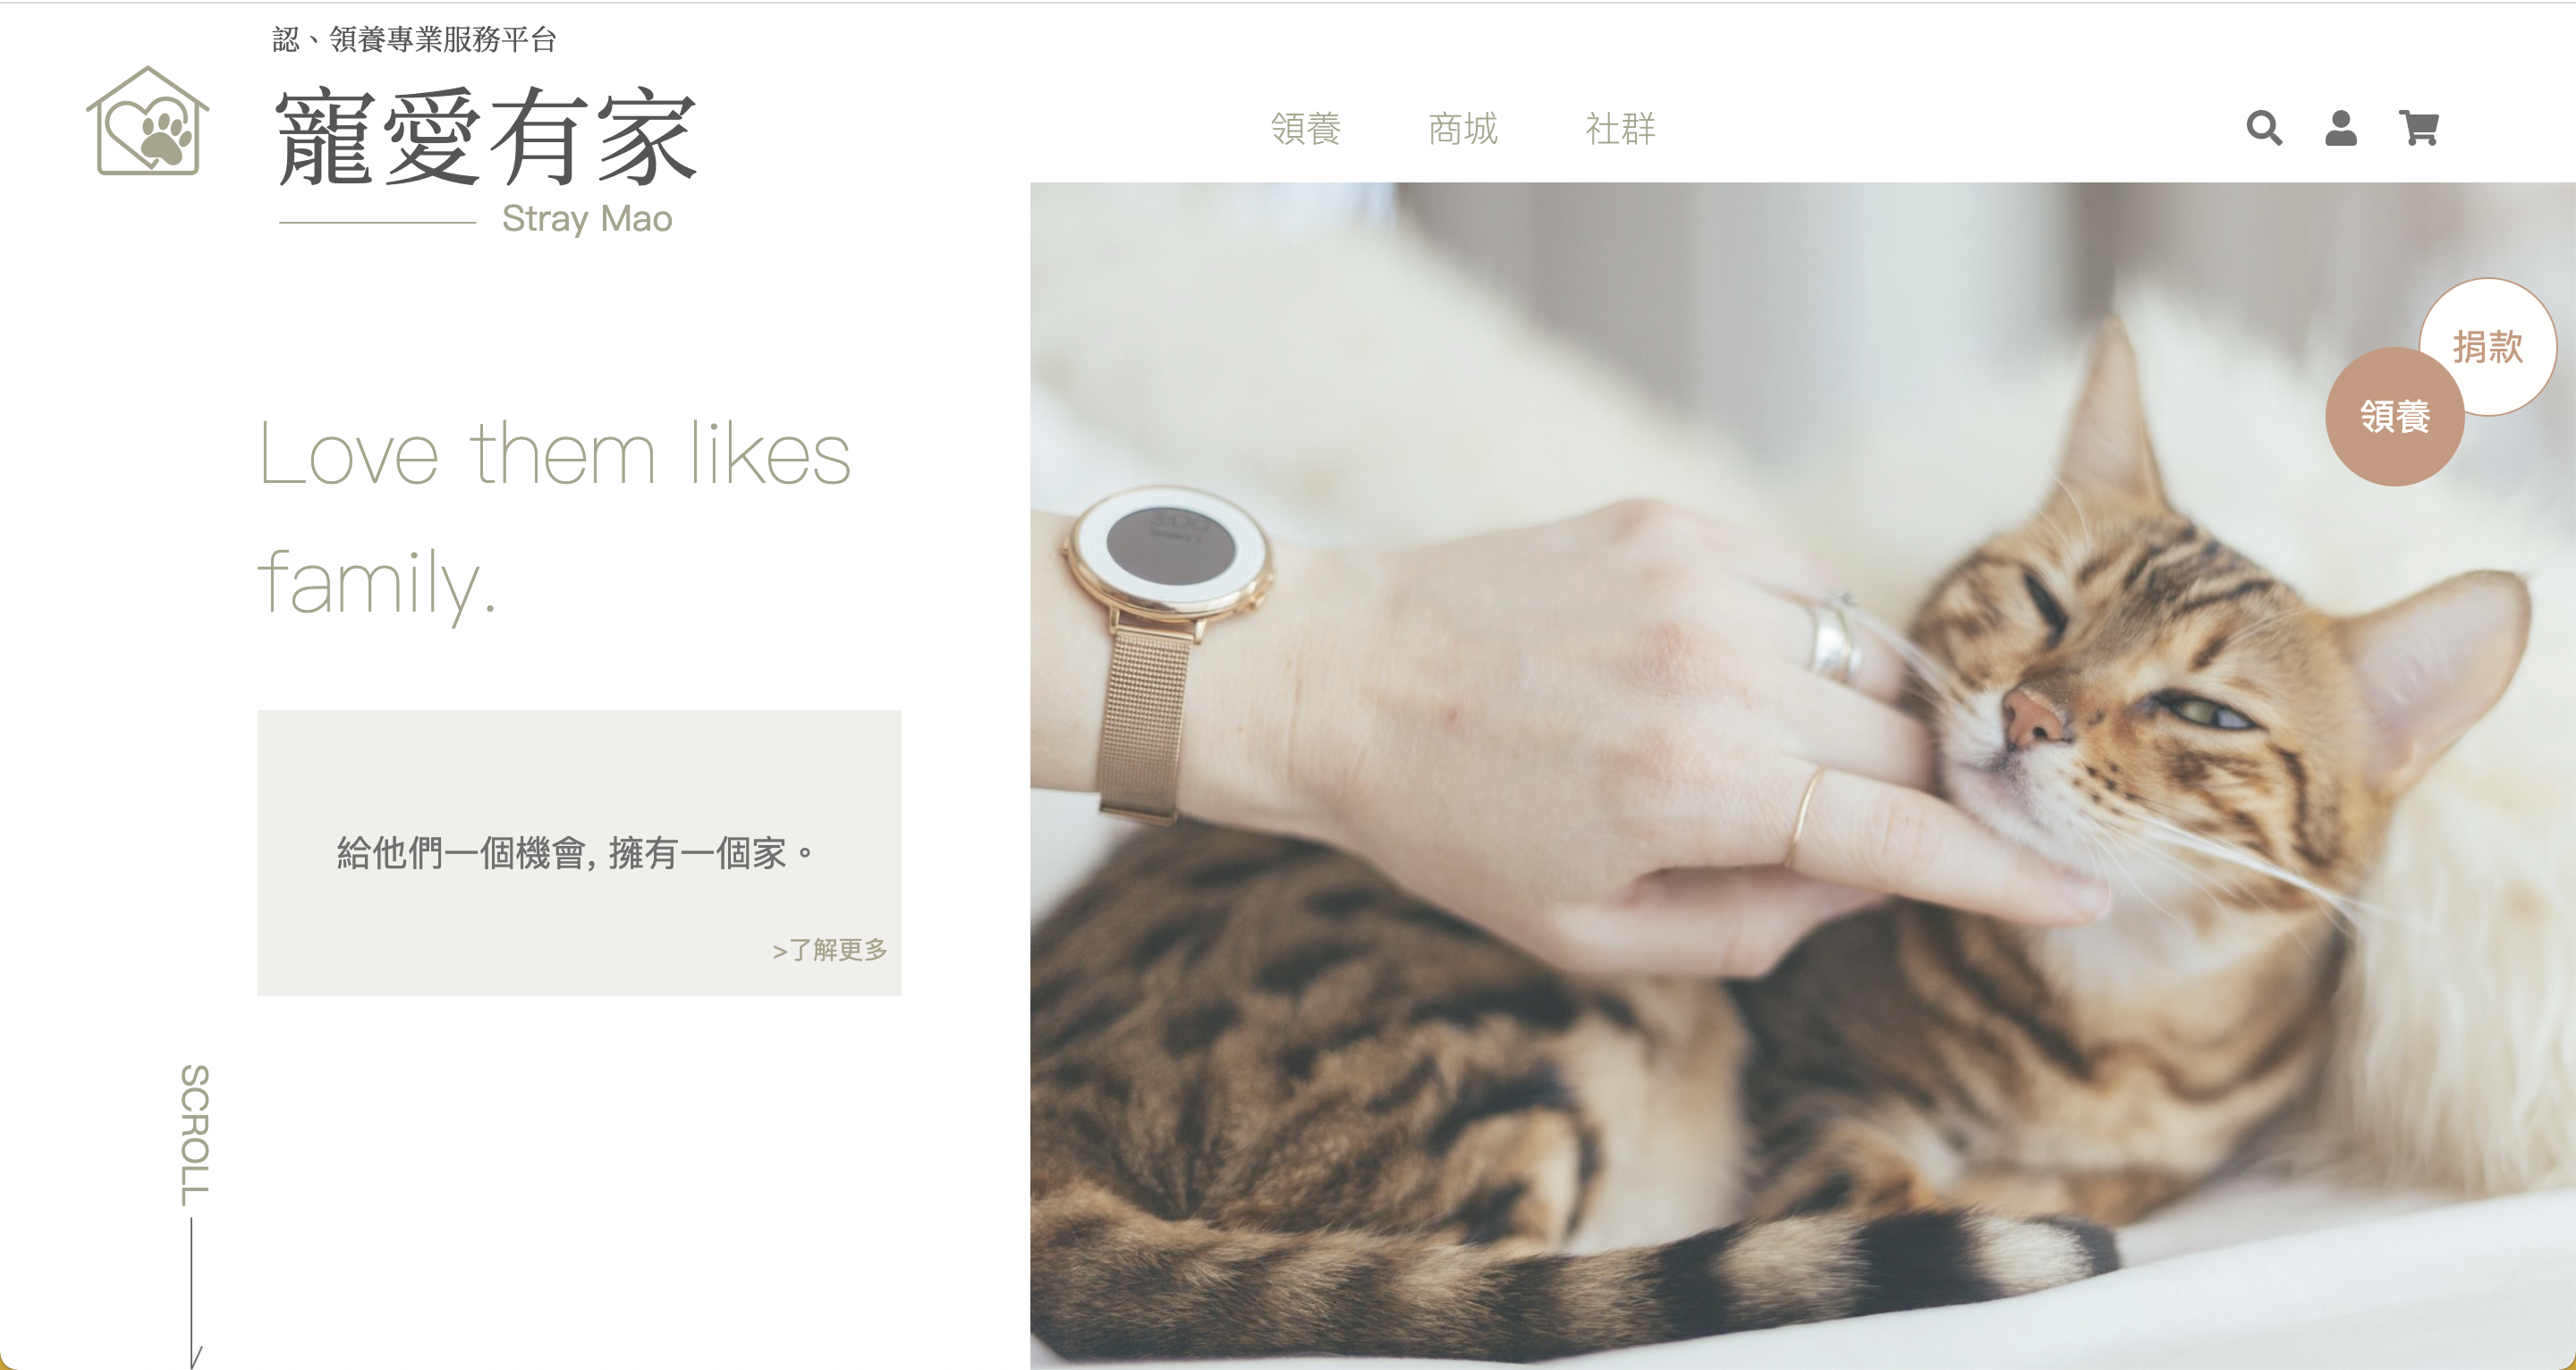 認、領養專業服務平台
寵愛有家
Stray Mao
領養
商城
社群
捐款
領養
Love them likes
family.
3:00
給他們一個機會, 擁有一個家。
>了解更多
SCROLL